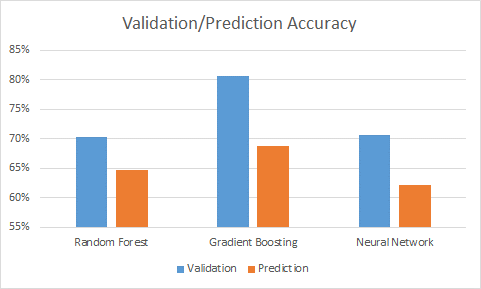 Validation/Prediction Accuracy
85%
80%
75%
70%
65%
60%
55%
Random Forest Gradient Boosting Neural Network
Validation Prediction